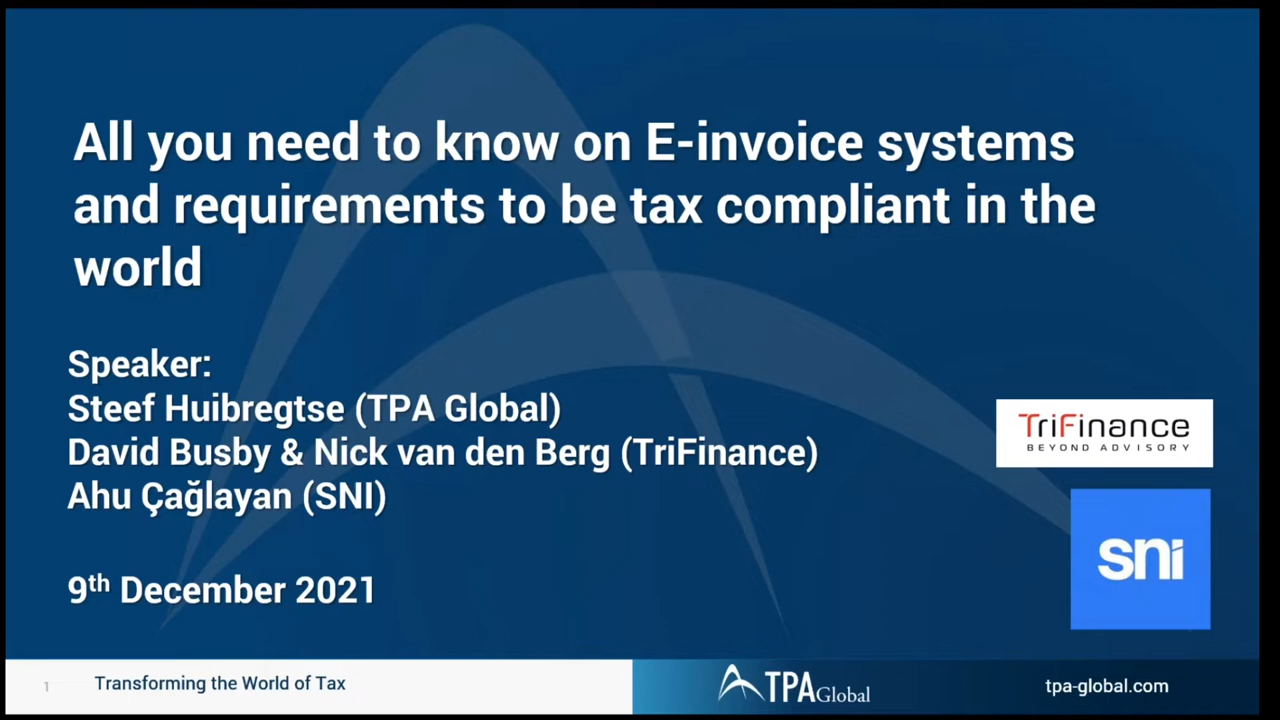 All you need to know on E-invoice systems
and requirements to be tax compliant in the
world
Speaker:
Steef Huibregtse (TPA Global)
David Busby & Nick van den Berg (TriFinance)
Ahu Çağlayan (SNI)
9th December 2021
TriFinance
BEYOND ADVISORY
sni
1
Transforming the World of Tax
TPA Global
tpa-global.com